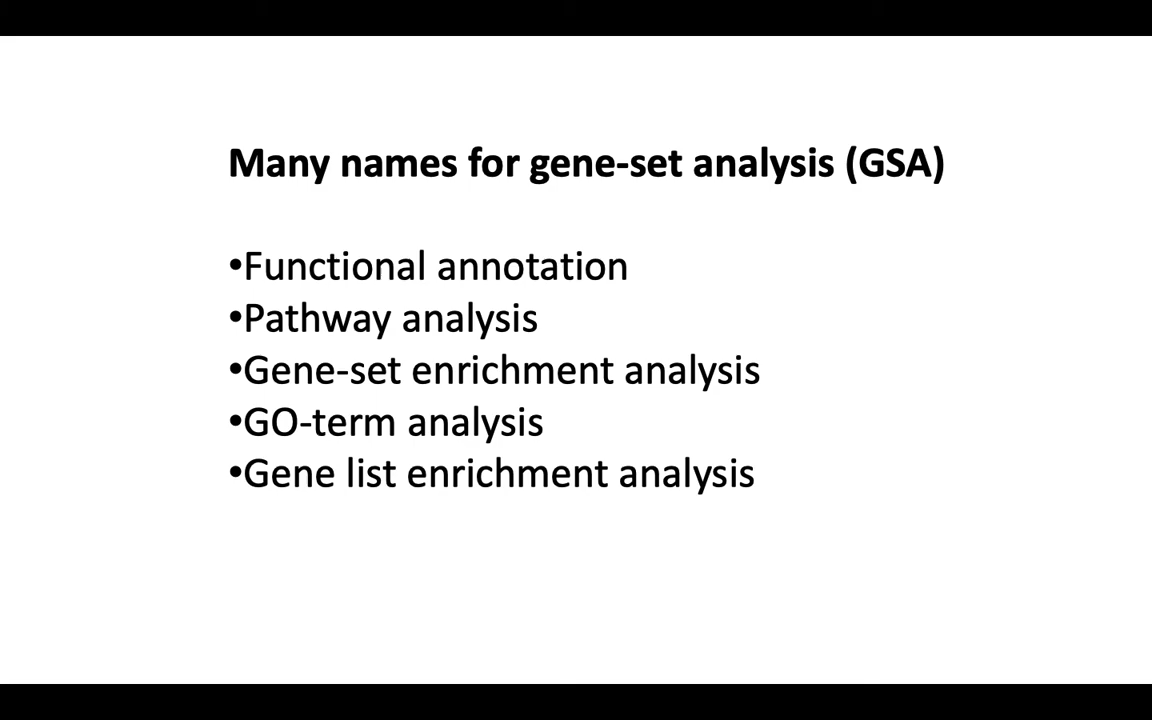 Many names for gene-set analysis (GSA)
•Functional annotation
•Pathway analysis
•Gene-set enrichment analysis
•GO-term analysis
•Gene list enrichment analysis